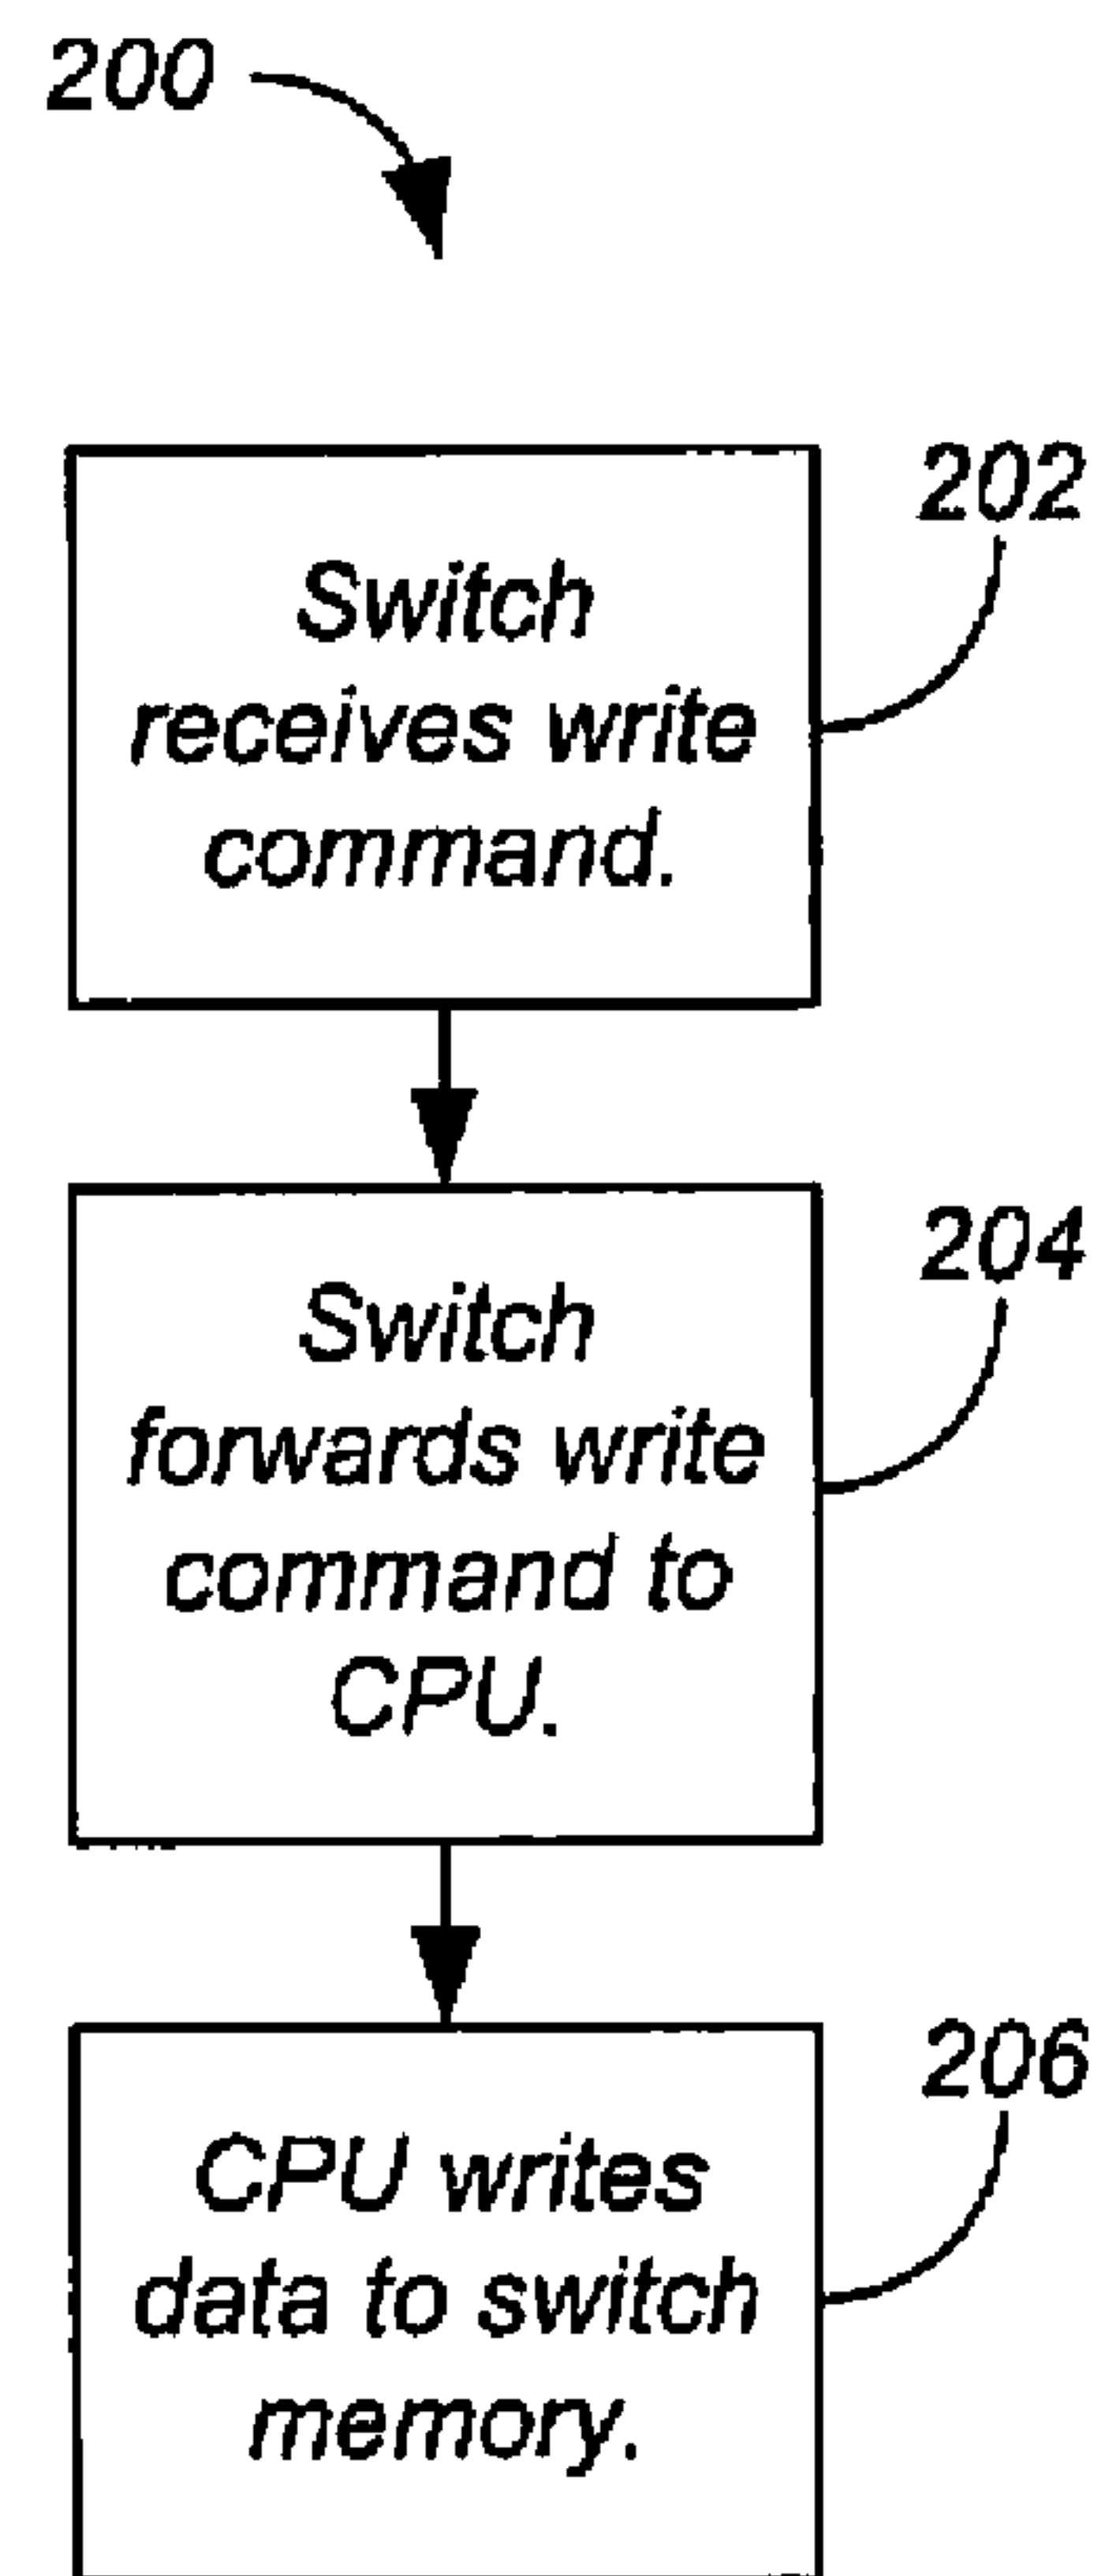 200
202
Switch
receives write
command.
204
Switch
forwards write
command to
CPU.
206
CPU writes
data to switch
memory.